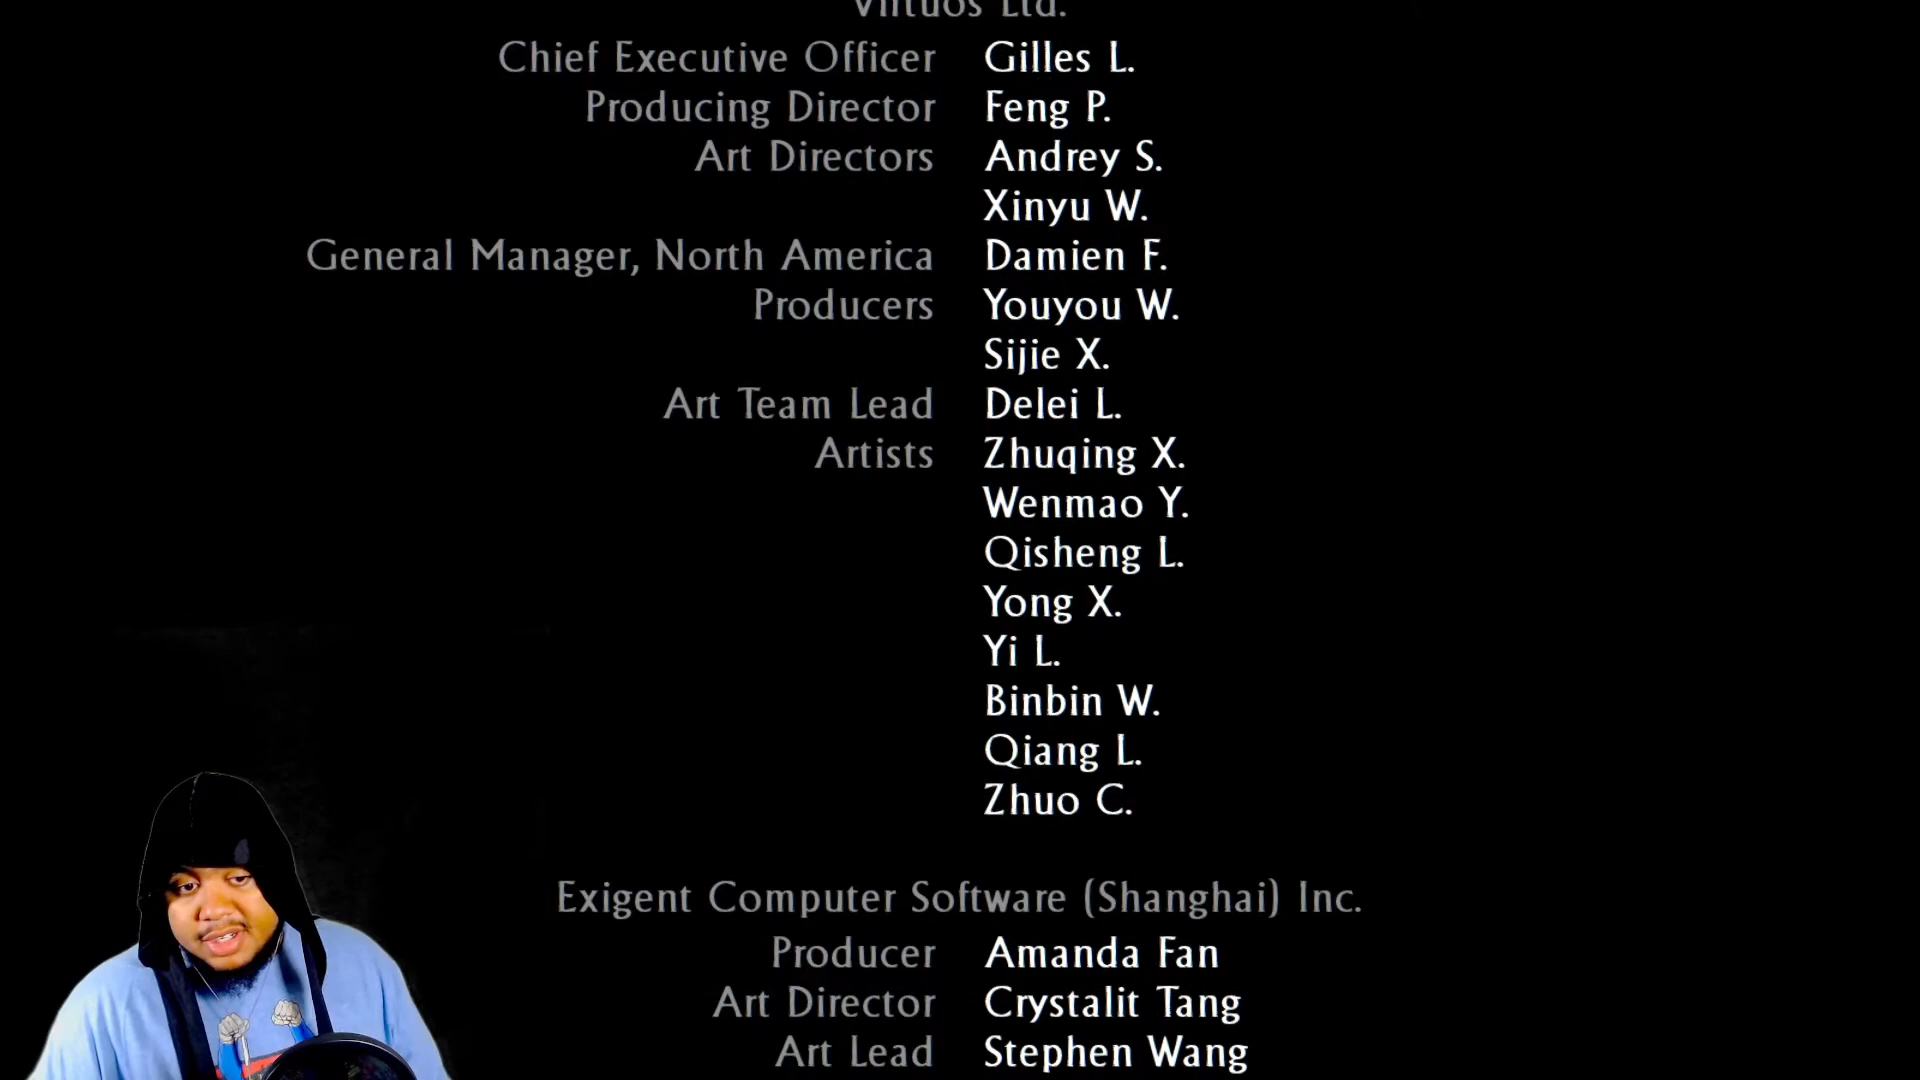 Virtuos Ltd.
Chief Executive Officer Gilles L.
Producing Director Feng P.
Art Directors Andrey S.
Xinyu W.
General Manager, North America Damien F.
Producers Youyou W.
Sijie X.
Art Team Lead Delei L.
Artists Zhuqing X.
Wenmao Y.
Qisheng L.
Yong X.
Yi L.
Binbin W.
Qiang L.
Zhuo C.
Exigent Computer Software (Shanghai) Inc.
Producer Amanda Fan
Art Director Crystalit Tang
Art Lead Stephen Wang